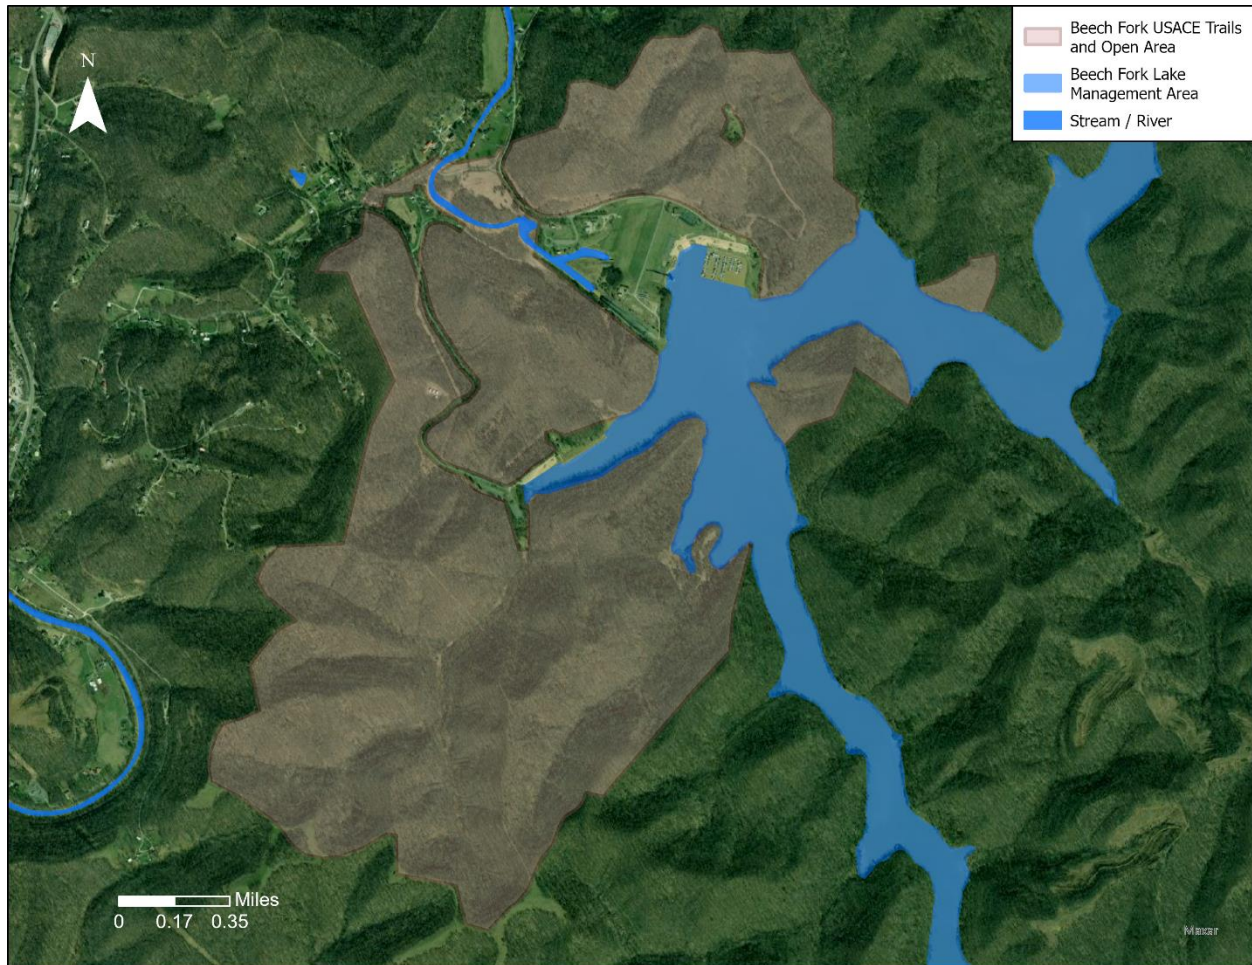 N
Beech Fork USACE Trails
and Open Area
Beech Fork Lake
Management Area
Stream / River
Miles
0 0.17 0.35
Maxar